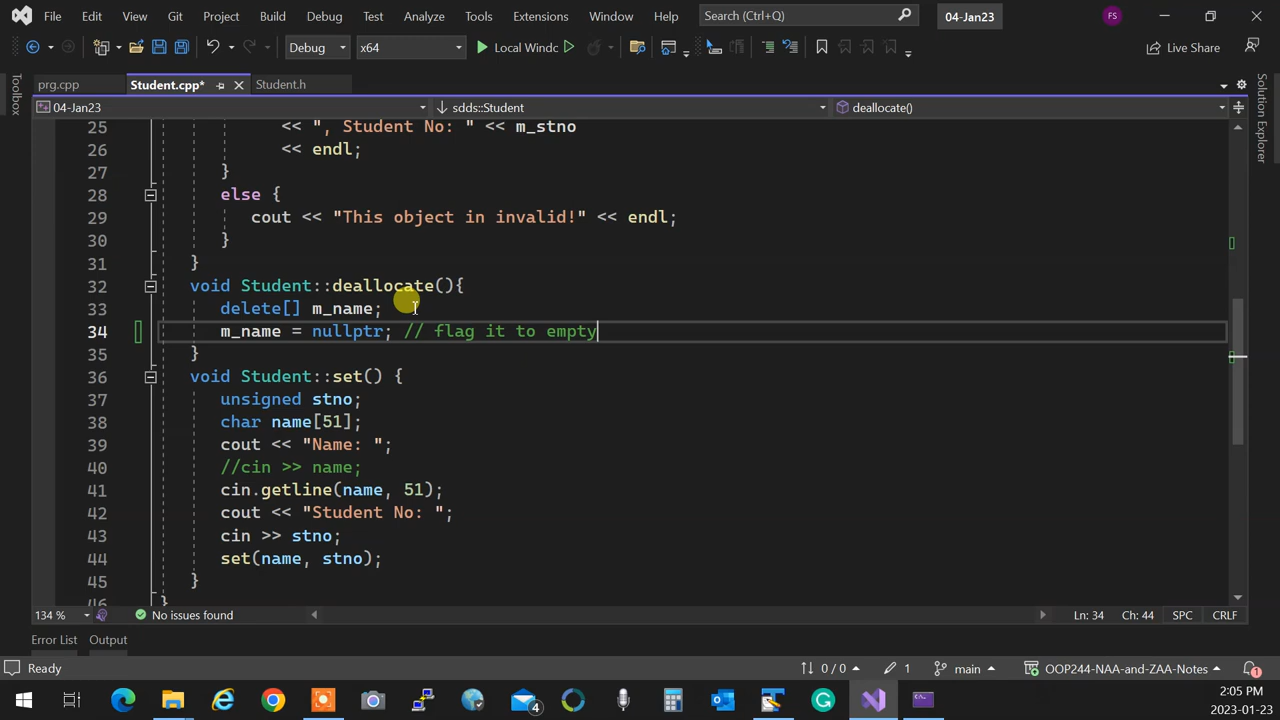 File Edit View Git Project Build Debug Test Analyze Tools Extensions Window Help Search (Ctrl+Q) 04-Jan23 FS
Debug x64 Local Windc Live Share
prg.cpp Student.cpp* Student.h
04-Jan23 sdds::Student deallocate()
Toolbox
Solution Explorer
25 << ", Student No: " << m_stno
26 << endl;
27 }
28 else {
29 cout << "This object in invalid!" << endl;
30 }
31 }
32 void Student::deallocate(){
33 delete[] m_name;
34 m_name = nullptr; // flag it to empty
35 }
36 void Student::set() {
37 unsigned stno;
38 char name[51];
39 cout << "Name: ";
40 //cin >> name;
41 cin.getline(name, 51);
42 cout << "Student No: ";
43 cin >> stno;
44 set(name, stno);
45 }
46 }
134 % No issues found Ln: 34 Ch: 44 SPC CRLF
Error List Output
Ready 0 / 0 1 main OOP244-NAA-and-ZAA-Notes 1
4 2:05 PM
2023-01-23